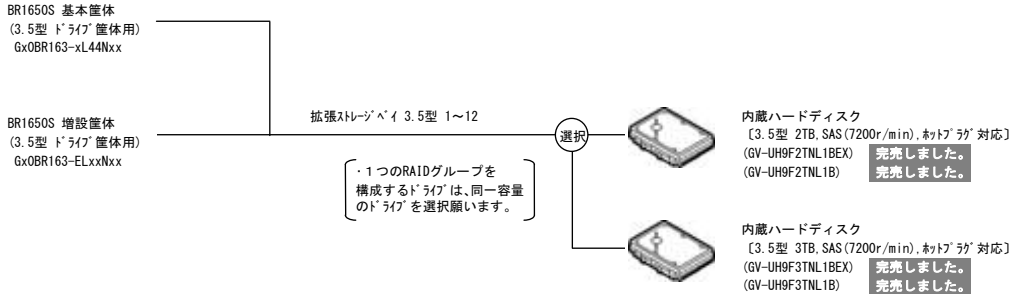 BR1650S 基本筐体
(3.5型 ﾄﾞﾗｲﾌﾞ筐体用)
Gx0BR163-xL44Nxx
BR1650S 増設筐体
(3.5型 ﾄﾞﾗｲﾌﾞ筐体用)
Gx0BR163-ELxxNxx
拡張ｽﾄﾚｰｼﾞﾍﾞｲ 3.5型 1～12
・１つのRAIDグループを
構成するﾄﾞﾗｲﾌﾞは、同一容量
のﾄﾞﾗｲﾌﾞを選択願います。
選択
内蔵ハードディスク
〔3.5型 2TB,SAS(7200r/min),ﾎｯﾄﾌﾟﾗｸﾞ対応〕
(GV-UH9F2TNL1BEX) 完売しました。
(GV-UH9F2TNL1B) 完売しました。
内蔵ハードディスク
〔3.5型 3TB,SAS(7200r/min),ﾎｯﾄﾌﾟﾗｸﾞ対応〕
(GV-UH9F3TNL1BEX) 完売しました。
(GV-UH9F3TNL1B) 完売しました。